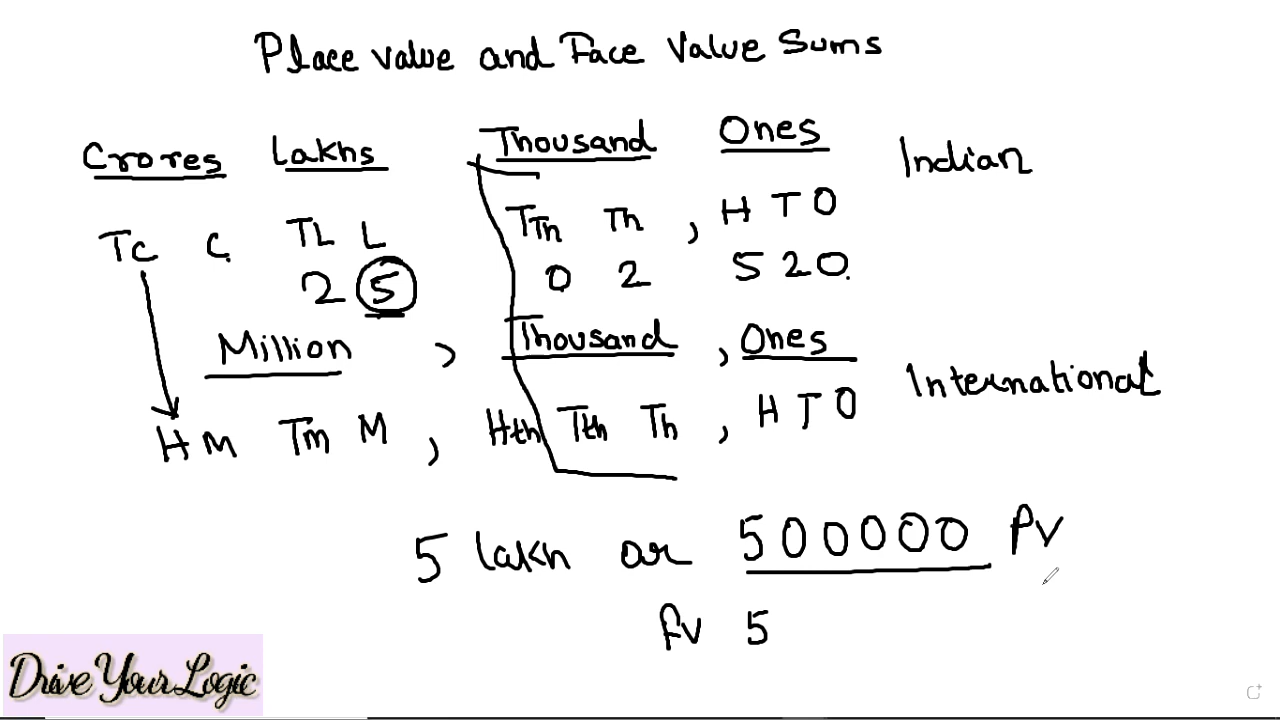 Place value and Face Value Sums
Crores Lakhs Thousand Ones Indian
TC C TL L TTh Th , H T O
2 5 0 2 5 2 0
Million , Thousand , Ones
International
H M Tm M , Hth Tth Th , H T O
5 lakh or 500000 PV
fv 5
Drive Your Logic